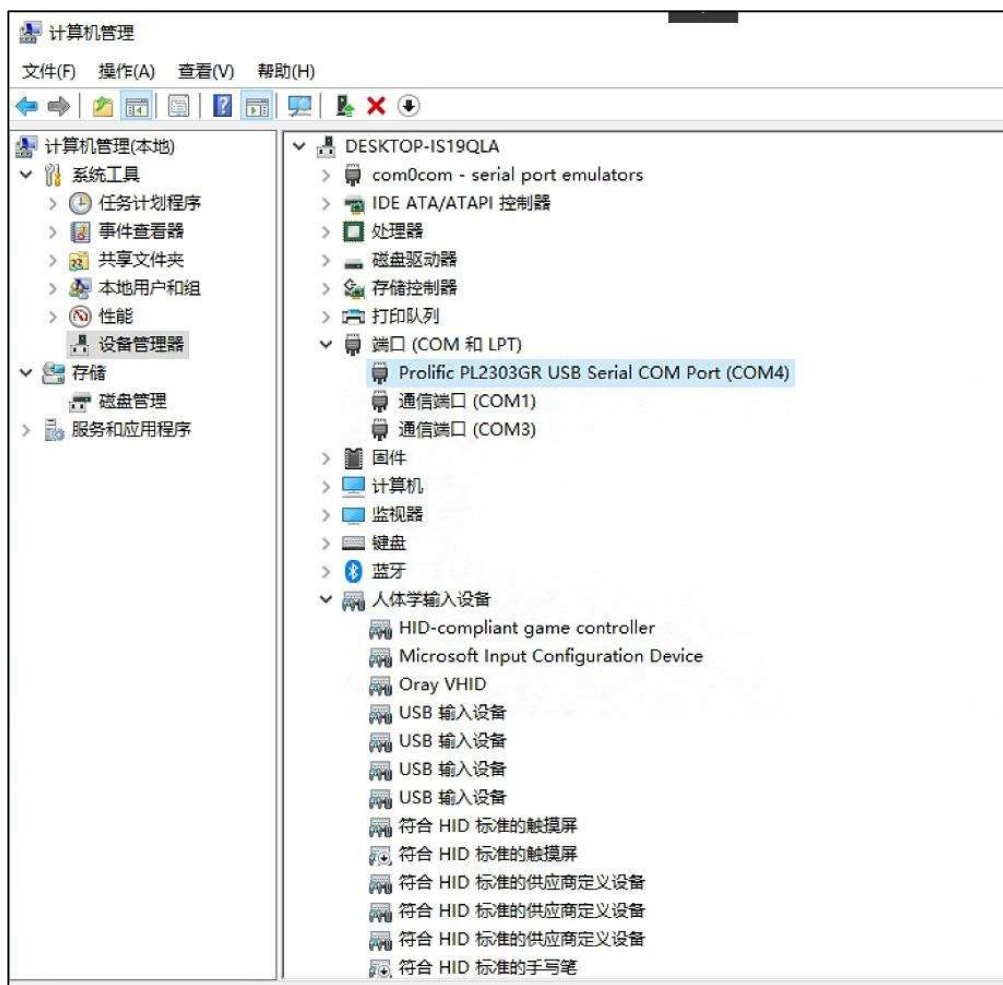 计算机管理
文件(F) 操作(A) 查看(V) 帮助(H)
计算机管理(本地)
系统工具
任务计划程序
事件查看器
共享文件夹
本地用户和组
性能
设备管理器
存储
磁盘管理
服务和应用程序
DESKTOP-IS19QLA
com0com - serial port emulators
IDE ATA/ATAPI 控制器
处理器
磁盘驱动器
存储控制器
打印队列
端口 (COM 和 LPT)
Prolific PL2303GR USB Serial COM Port (COM4)
通信端口 (COM1)
通信端口 (COM3)
固件
计算机
监视器
键盘
蓝牙
人体学输入设备
HID-compliant game controller
Microsoft Input Configuration Device
Oray VHID
USB 输入设备
USB 输入设备
USB 输入设备
USB 输入设备
符合 HID 标准的触摸屏
符合 HID 标准的触摸屏
符合 HID 标准的供应商定义设备
符合 HID 标准的供应商定义设备
符合 HID 标准的供应商定义设备
符合 HID 标准的手写笔